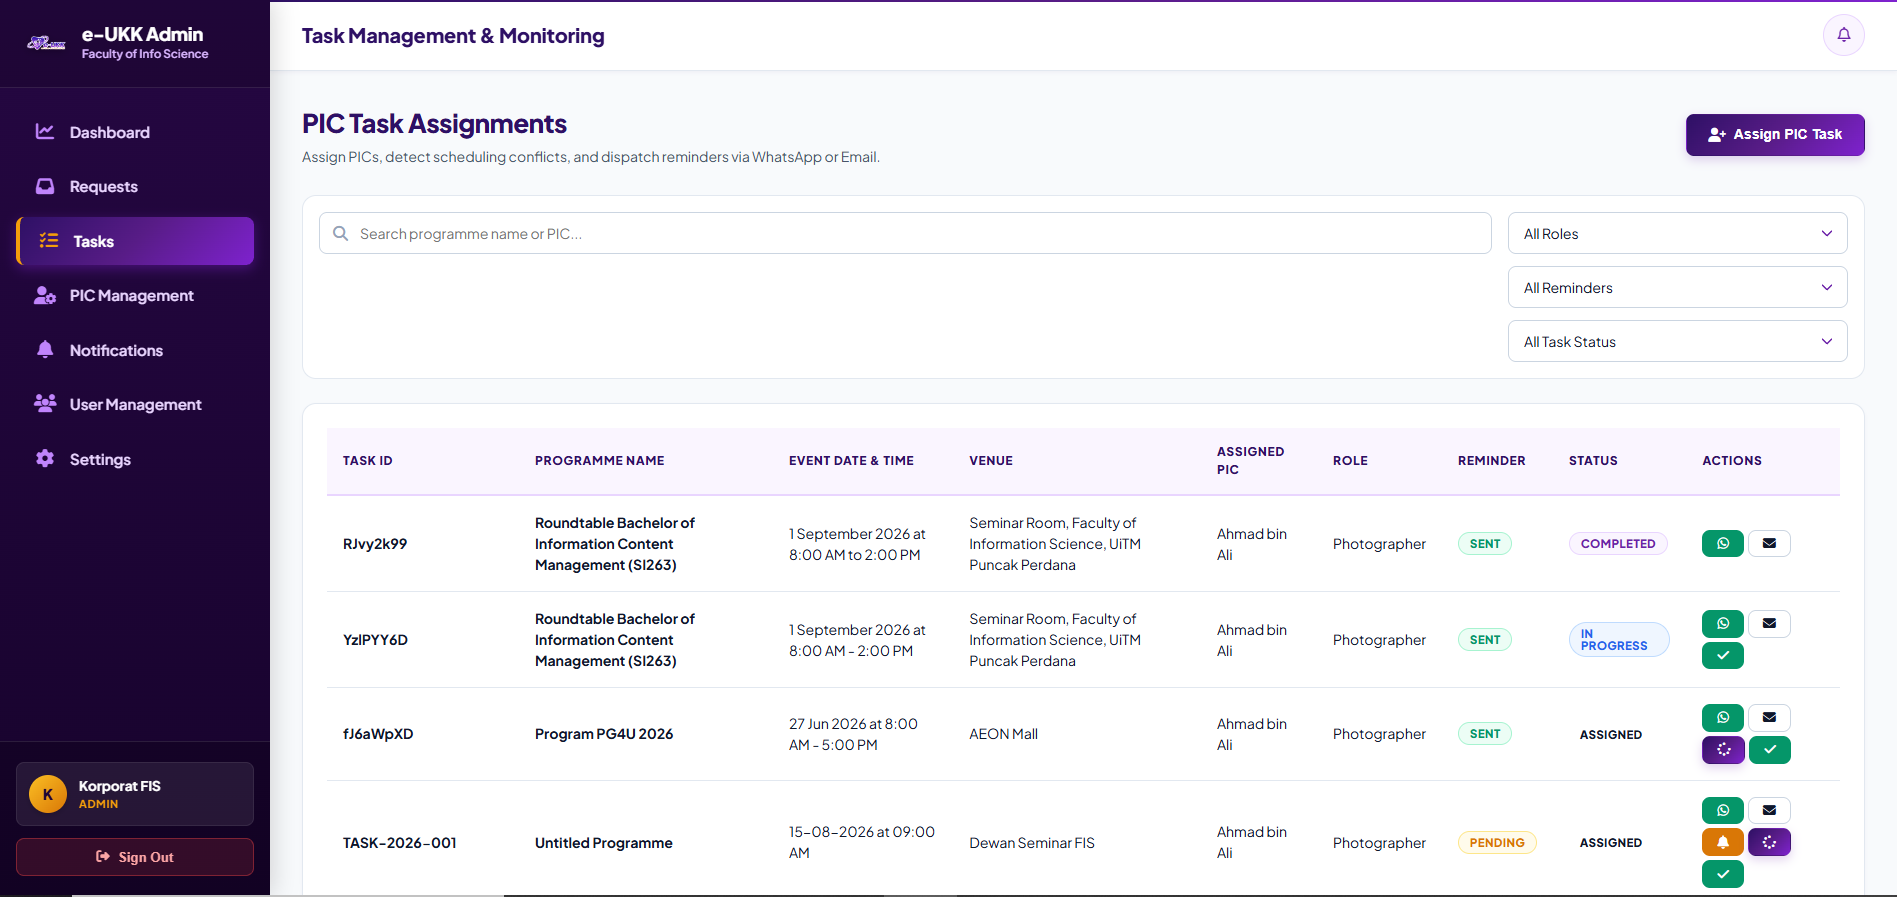 e-UKK Admin
Faculty of Info Science
Dashboard
Requests
Tasks
PIC Management
Notifications
User Management
Settings
Korporat FIS
K
ADMIN
Sign Out
Task Management & Monitoring
PIC Task Assignments
Assign PICs, detect scheduling conflicts, and dispatch reminders via WhatsApp or Email.
Assign PIC Task
Search programme name or PIC...
All Roles
All Reminders
All Task Status
TASK ID PROGRAMME NAME EVENT DATE & TIME VENUE ASSIGNED PIC ROLE REMINDER STATUS ACTIONS
RJvy2k99
Roundtable Bachelor of
Information Content
Management (SI263)
1 September 2026 at
8:00 AM to 2:00 PM
Seminar Room, Faculty of
Information Science, UiTM
Puncak Perdana
Ahmad bin
Ali
Photographer
SENT
COMPLETED
YzlPYY6D
Roundtable Bachelor of
Information Content
Management (SI263)
1 September 2026 at
8:00 AM - 2:00 PM
Seminar Room, Faculty of
Information Science, UiTM
Puncak Perdana
Ahmad bin
Ali
Photographer
SENT
IN
PROGRESS
fJ6aWpXD
Program PG4U 2026
27 Jun 2026 at 8:00
AM - 5:00 PM
AEON Mall
Ahmad bin
Ali
Photographer
SENT
ASSIGNED
TASK-2026-001
Untitled Programme
15-08-2026 at 09:00
AM
Dewan Seminar FIS
Ahmad bin
Ali
Photographer
PENDING
ASSIGNED